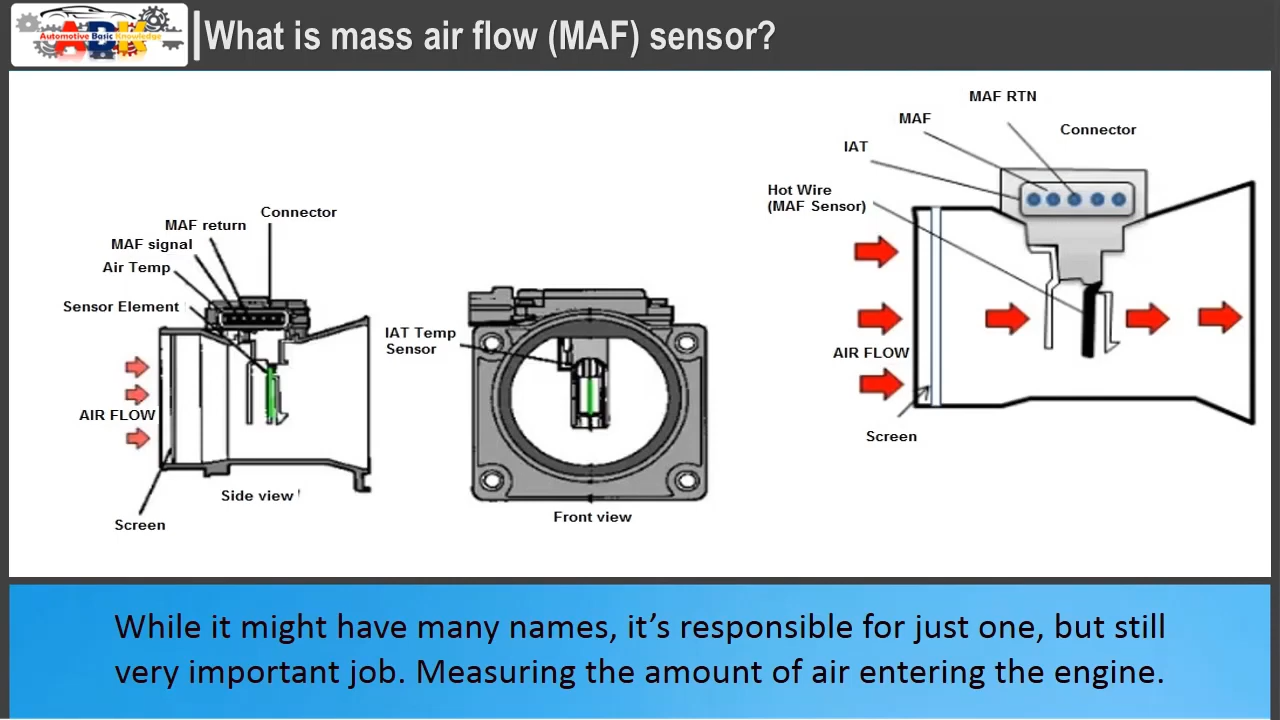 Automotive Basic Knowledge
ABK
What is mass air flow (MAF) sensor?
Connector
MAF return
MAF signal
Air Temp
Sensor Element
AIR FLOW
Side view
Screen
IAT Temp
Sensor
Front view
MAF RTN
MAF
Connector
IAT
Hot Wire
(MAF Sensor)
AIR FLOW
Screen
While it might have many names, it’s responsible for just one, but still
very important job. Measuring the amount of air entering the engine.